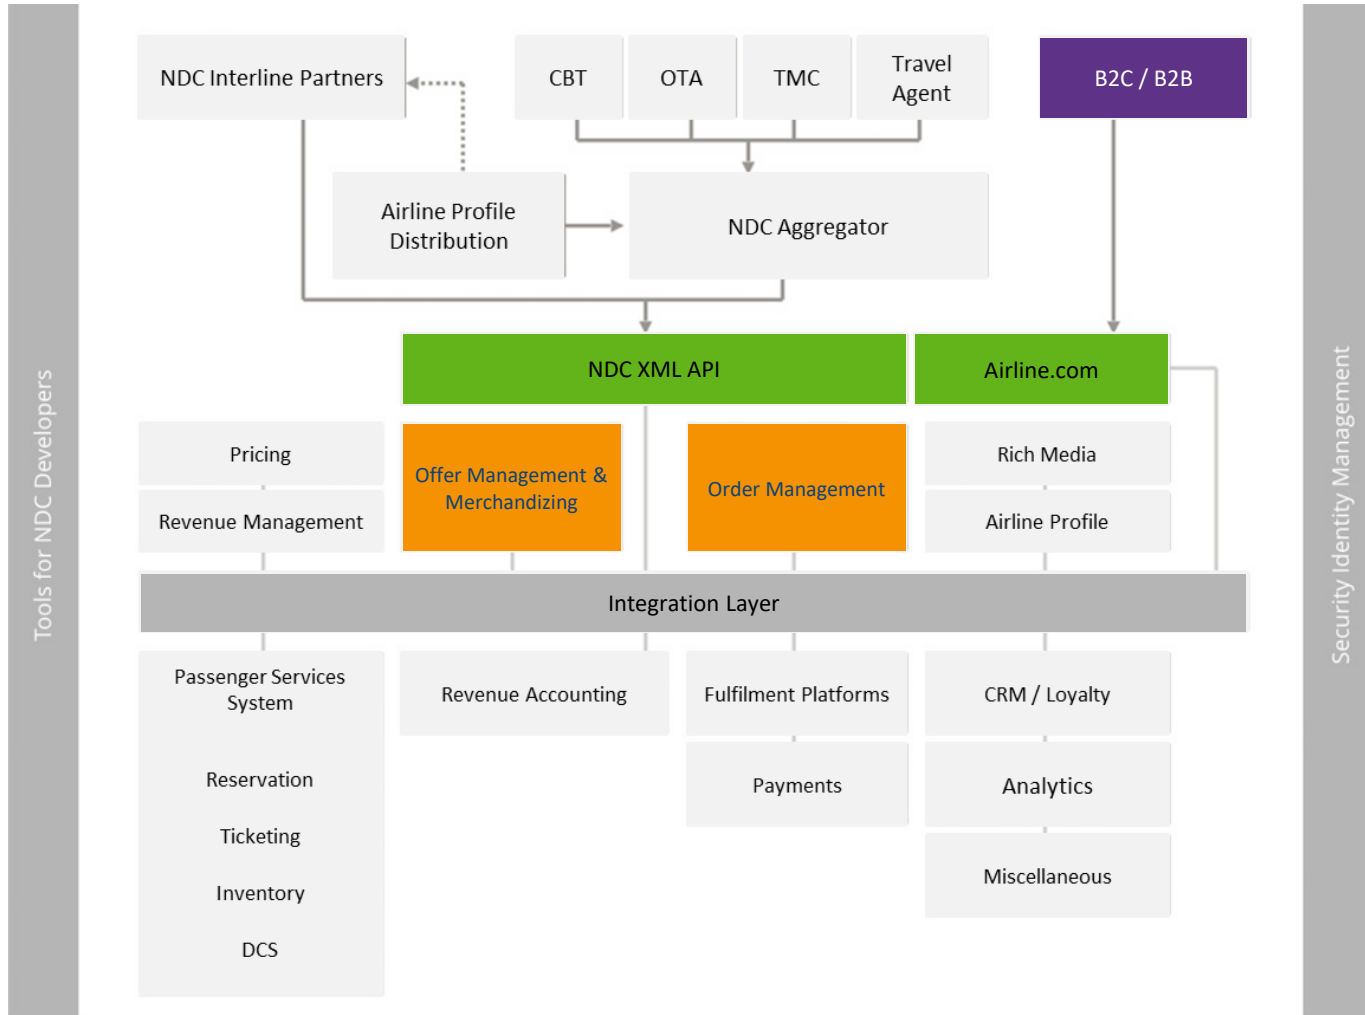 NDC Interline Partners
CBT
OTA
TMC
Travel
Agent
B2C / B2B
Airline Profile
Distribution
NDC Aggregator
NDC XML API
Airline.com
Pricing
Revenue Management
Offer Management &
Merchandizing
Order Management
Rich Media
Airline Profile
Integration Layer
Passenger Services
System
Reservation
Ticketing
Inventory
DCS
Revenue Accounting
Fulfilment Platforms
Payments
CRM / Loyalty
Analytics
Miscellaneous
Tools for NDC Developers
Security Identity Management